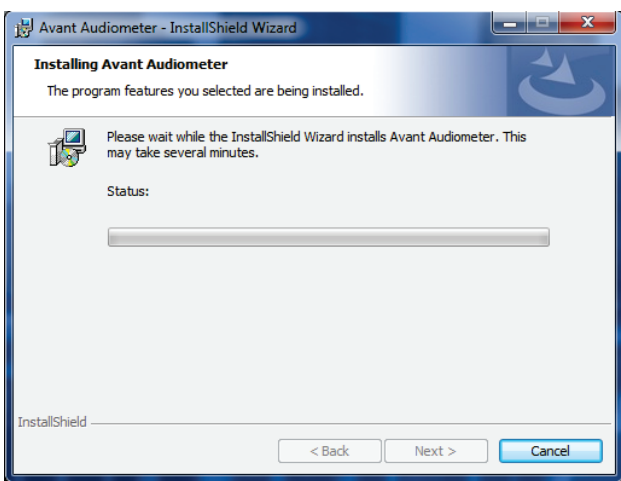 Avant Audiometer - InstallShield Wizard
Installing Avant Audiometer
The program features you selected are being installed.
Please wait while the InstallShield Wizard installs Avant Audiometer. This
may take several minutes.
Status:
InstallShield
< Back
Next >
Cancel